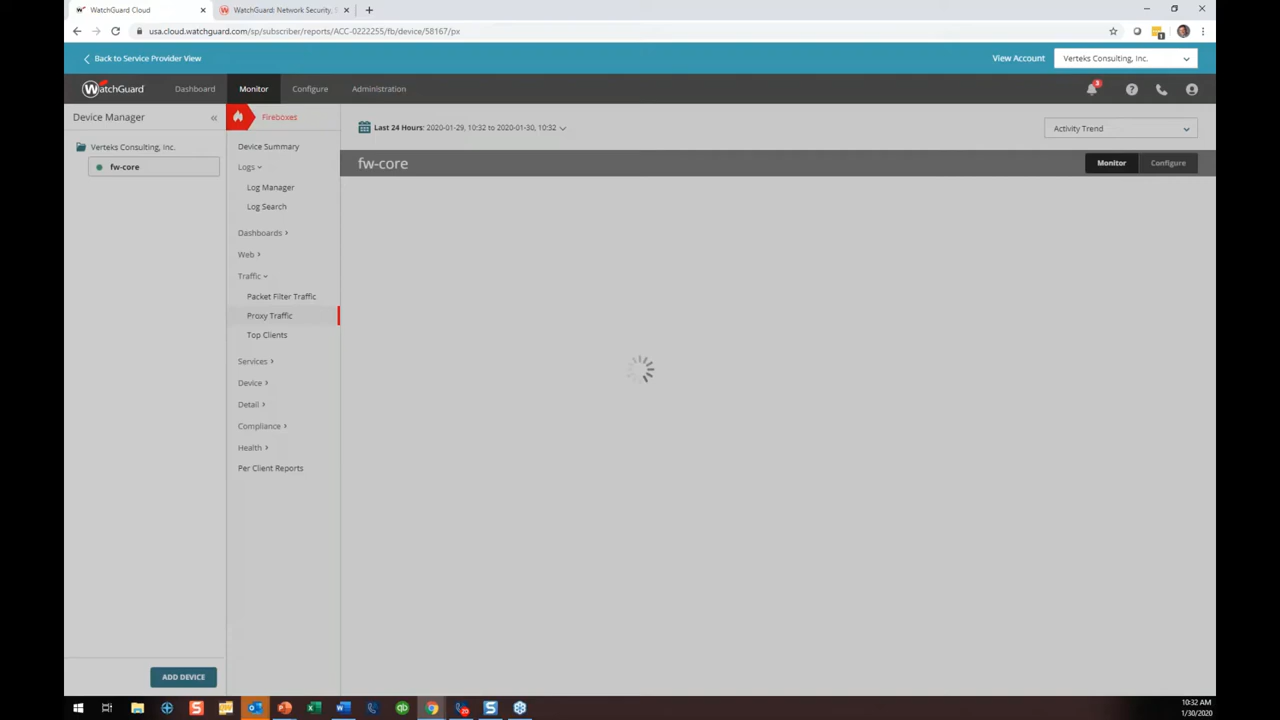 WatchGuard Cloud
WatchGuard: Network Security, S
usa.cloud.watchguard.com/sp/subscriber/reports/ACC-0222255/fb/device/58167/px
Back to Service Provider View
View Account
Verteks Consulting, Inc.
WatchGuard
Dashboard
Monitor
Configure
Administration
3
Device Manager
Fireboxes
Last 24 Hours: 2020-01-29, 10:32 to 2020-01-30, 10:32
Activity Trend
Verteks Consulting, Inc.
fw-core
Device Summary
Logs
Log Manager
Log Search
Dashboards
Web
Traffic
Packet Filter Traffic
Proxy Traffic
Top Clients
Services
Device
Detail
Compliance
Health
Per Client Reports
fw-core
Monitor
Configure
ADD DEVICE
20
10:32 AM
1/30/2020